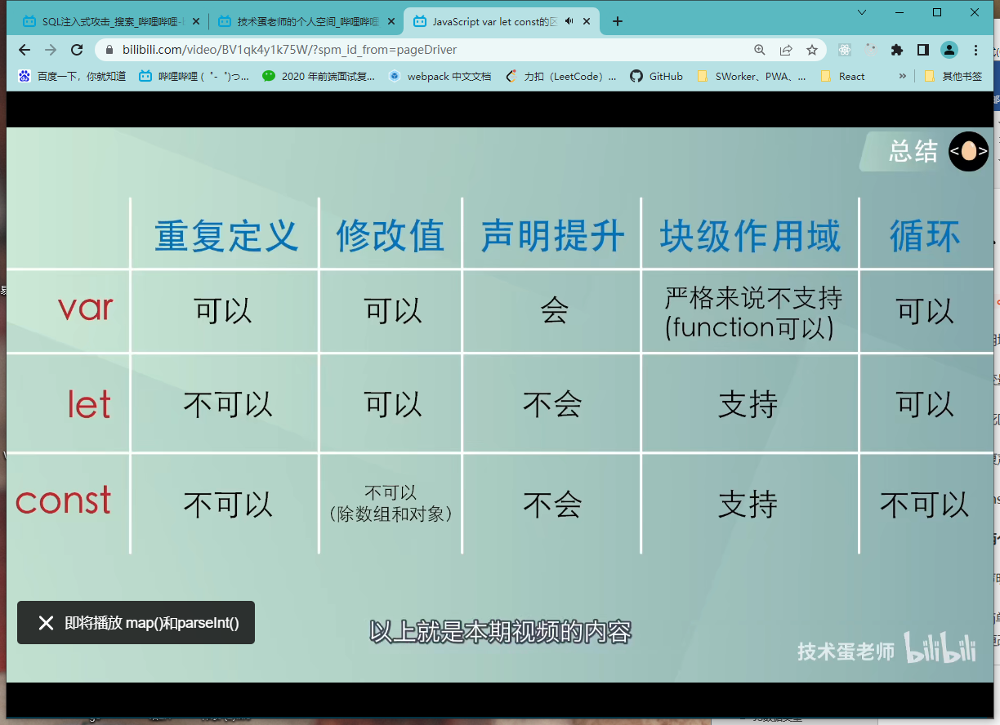 SQL注入式攻击_搜索_哔哩哔哩-
技术蛋老师的个人空间_哔哩哔哩
JavaScript var let const的区
bilibili.com/video/BV1qk4y1k75W/?spm_id_from=pageDriver
百度一下，你就知道
哔哩哔哩 ( ゜- ゜)つ...
2020 年前端面试复...
webpack 中文文档
力扣（LeetCode）...
GitHub
SWorker、PWA、...
React
»
其他书签
总结
< >
重复定义 修改值 声明提升 块级作用域 循环
var 可以 可以 会 严格来说不支持 可以
(function可以)
let 不可以 可以 不会 支持 可以
const 不可以 不可以 不会 支持 不可以
（除数组和对象）
即将播放 map()和parseInt()
以上就是本期视频的内容
技术蛋老师 bilibili